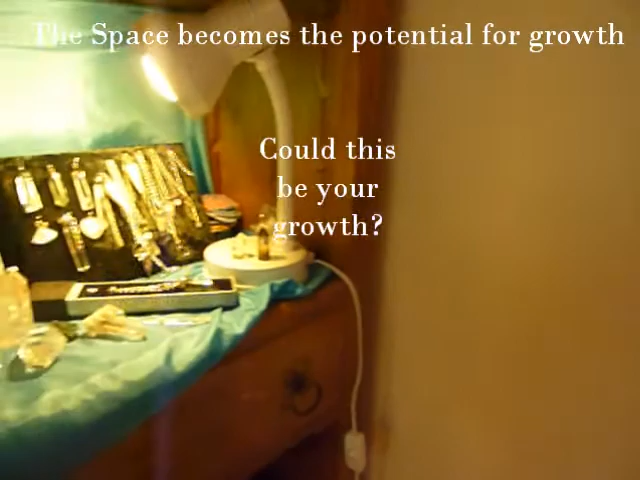 The Space becomes the potential for growth
Could this
be your
growth?